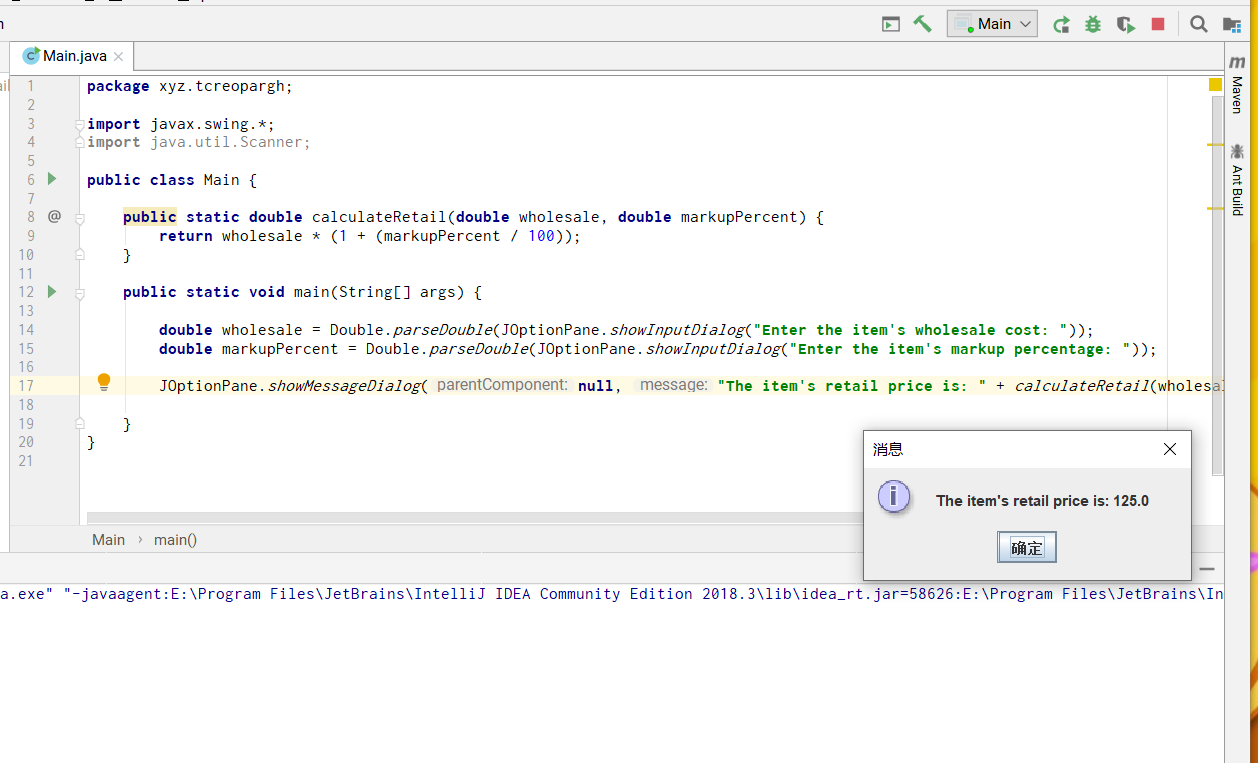 Main
Main.java
1 package xyz.tcreopargh;
2
3 import javax.swing.*;
4 import java.util.Scanner;
5
6 public class Main {
7
8 @ public static double calculateRetail(double wholesale, double markupPercent) {
9 return wholesale * (1 + (markupPercent / 100));
10 }
11
12 public static void main(String[] args) {
13
14 double wholesale = Double.parseDouble(JOptionPane.showInputDialog("Enter the item's wholesale cost: "));
15 double markupPercent = Double.parseDouble(JOptionPane.showInputDialog("Enter the item's markup percentage: "));
16
17 JOptionPane.showMessageDialog( parentComponent: null, message: "The item's retail price is: " + calculateRetail(wholesal
18
19 }
20 }
21
Main › main()
m Maven
Ant Build
消息
The item's retail price is: 125.0
确定
a.exe" "-javaagent:E:\Program Files\JetBrains\IntelliJ IDEA Community Edition 2018.3\lib\idea_rt.jar=58626:E:\Program Files\JetBrains\In